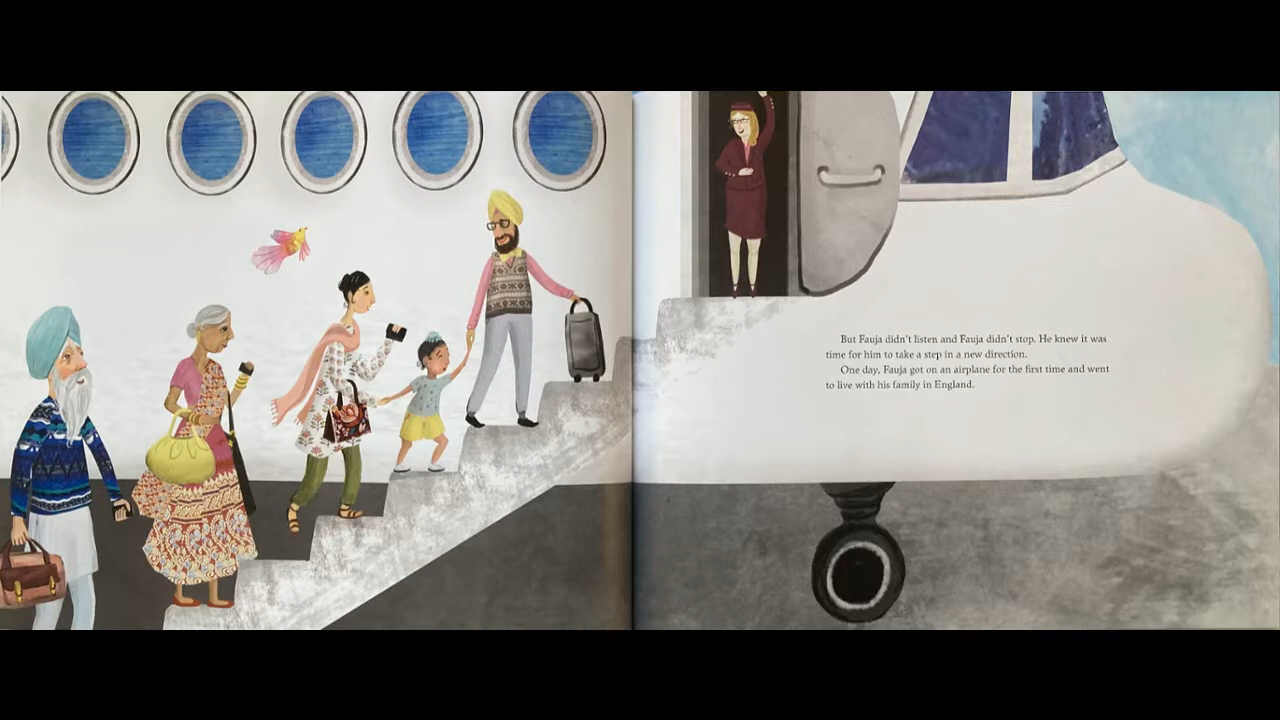 But Fauja didn't listen and Fauja didn't stop. He knew it was
time for him to take a step in a new direction.
One day, Fauja got on an airplane for the first time and went
to live with his family in England.